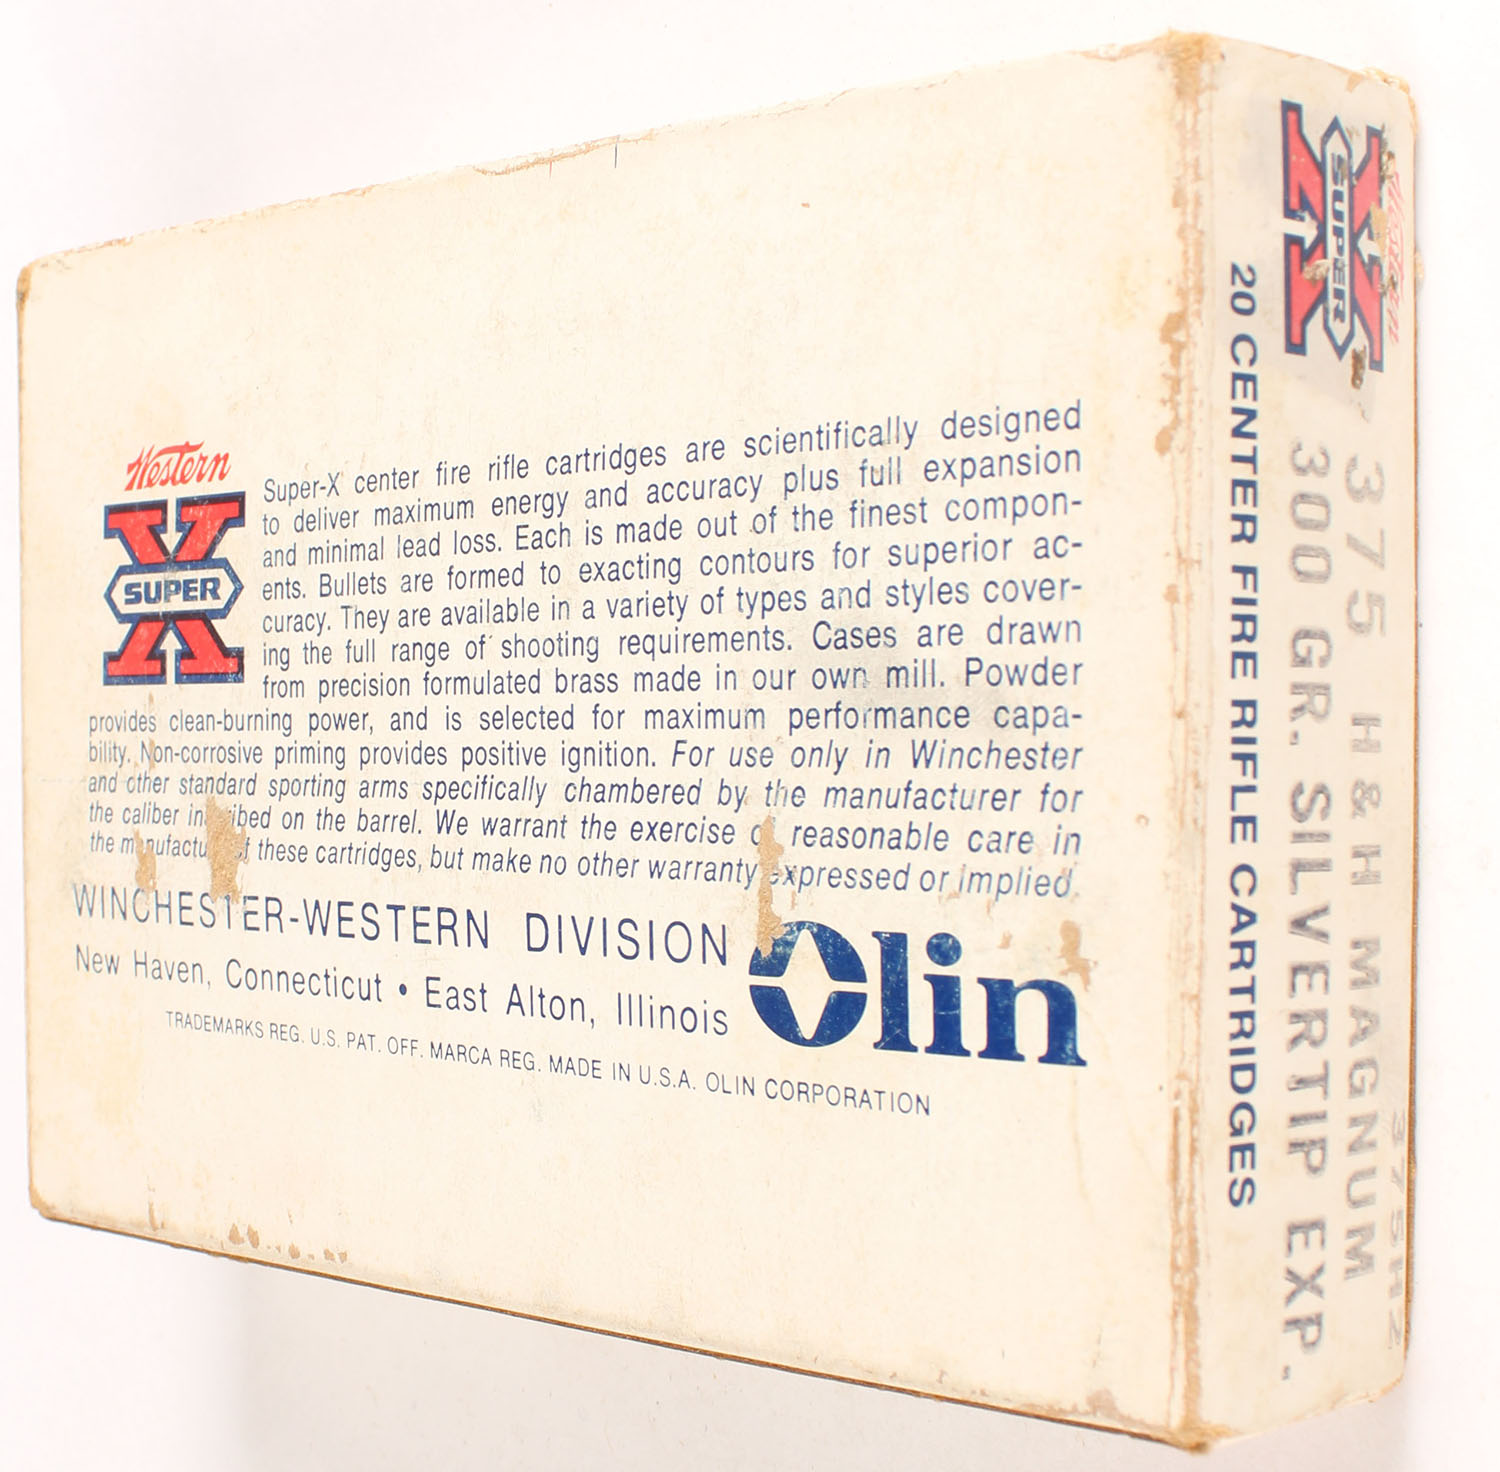 Western
SUPER X
Super-X center fire rifle cartridges are scientifically designed
to deliver maximum energy and accuracy plus full expansion
and minimal lead loss. Each is made out of the finest compon-
ents. Bullets are formed to exacting contours for superior ac-
curacy. They are available in a variety of types and styles cover-
ing the full range of shooting requirements. Cases are drawn
from precision formulated brass made in our own mill. Powder
provides clean-burning power, and is selected for maximum performance capa-
bility. Non-corrosive priming provides positive ignition. For use only in Winchester
and other standard sporting arms specifically chambered by the manufacturer for
the caliber inscribed on the barrel. We warrant the exercise of reasonable care in
the manufacture of these cartridges, but make no other warranty expressed or implied.
WINCHESTER-WESTERN DIVISION
New Haven, Connecticut • East Alton, Illinois
Olin
TRADEMARKS REG. U.S. PAT. OFF. MARCA REG. MADE IN U.S.A. OLIN CORPORATION
Western
SUPER X
375H2
375 H & H MAGNUM
300 GR. SILVERTIP EXP.
20 CENTER FIRE RIFLE CARTRIDGES